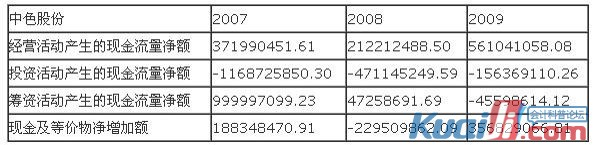 中色股份 2007 2008 2009
经营活动产生的现金流量净额 371990451.61 212212488.50 561041058.08
投资活动产生的现金流量净额 -1168725850.30 -471145249.59 -156369110.26
筹资活动产生的现金流量净额 999997099.23 47258691.69 -45598614.12
现金及等价物净增加额 188348470.91 -229509862.09 356629066.81
会计科普论坛